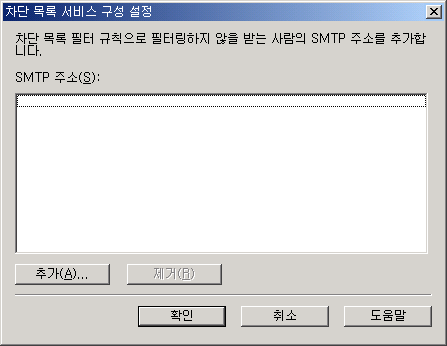 차단 목록 서비스 구성 설정
차단 목록 필터 규칙으로 필터링하지 않을 받는 사람의 SMTP 주소를 추가합
니다.
SMTP 주소(S):
추가(A)...
제거(R)
확인
취소
도움말